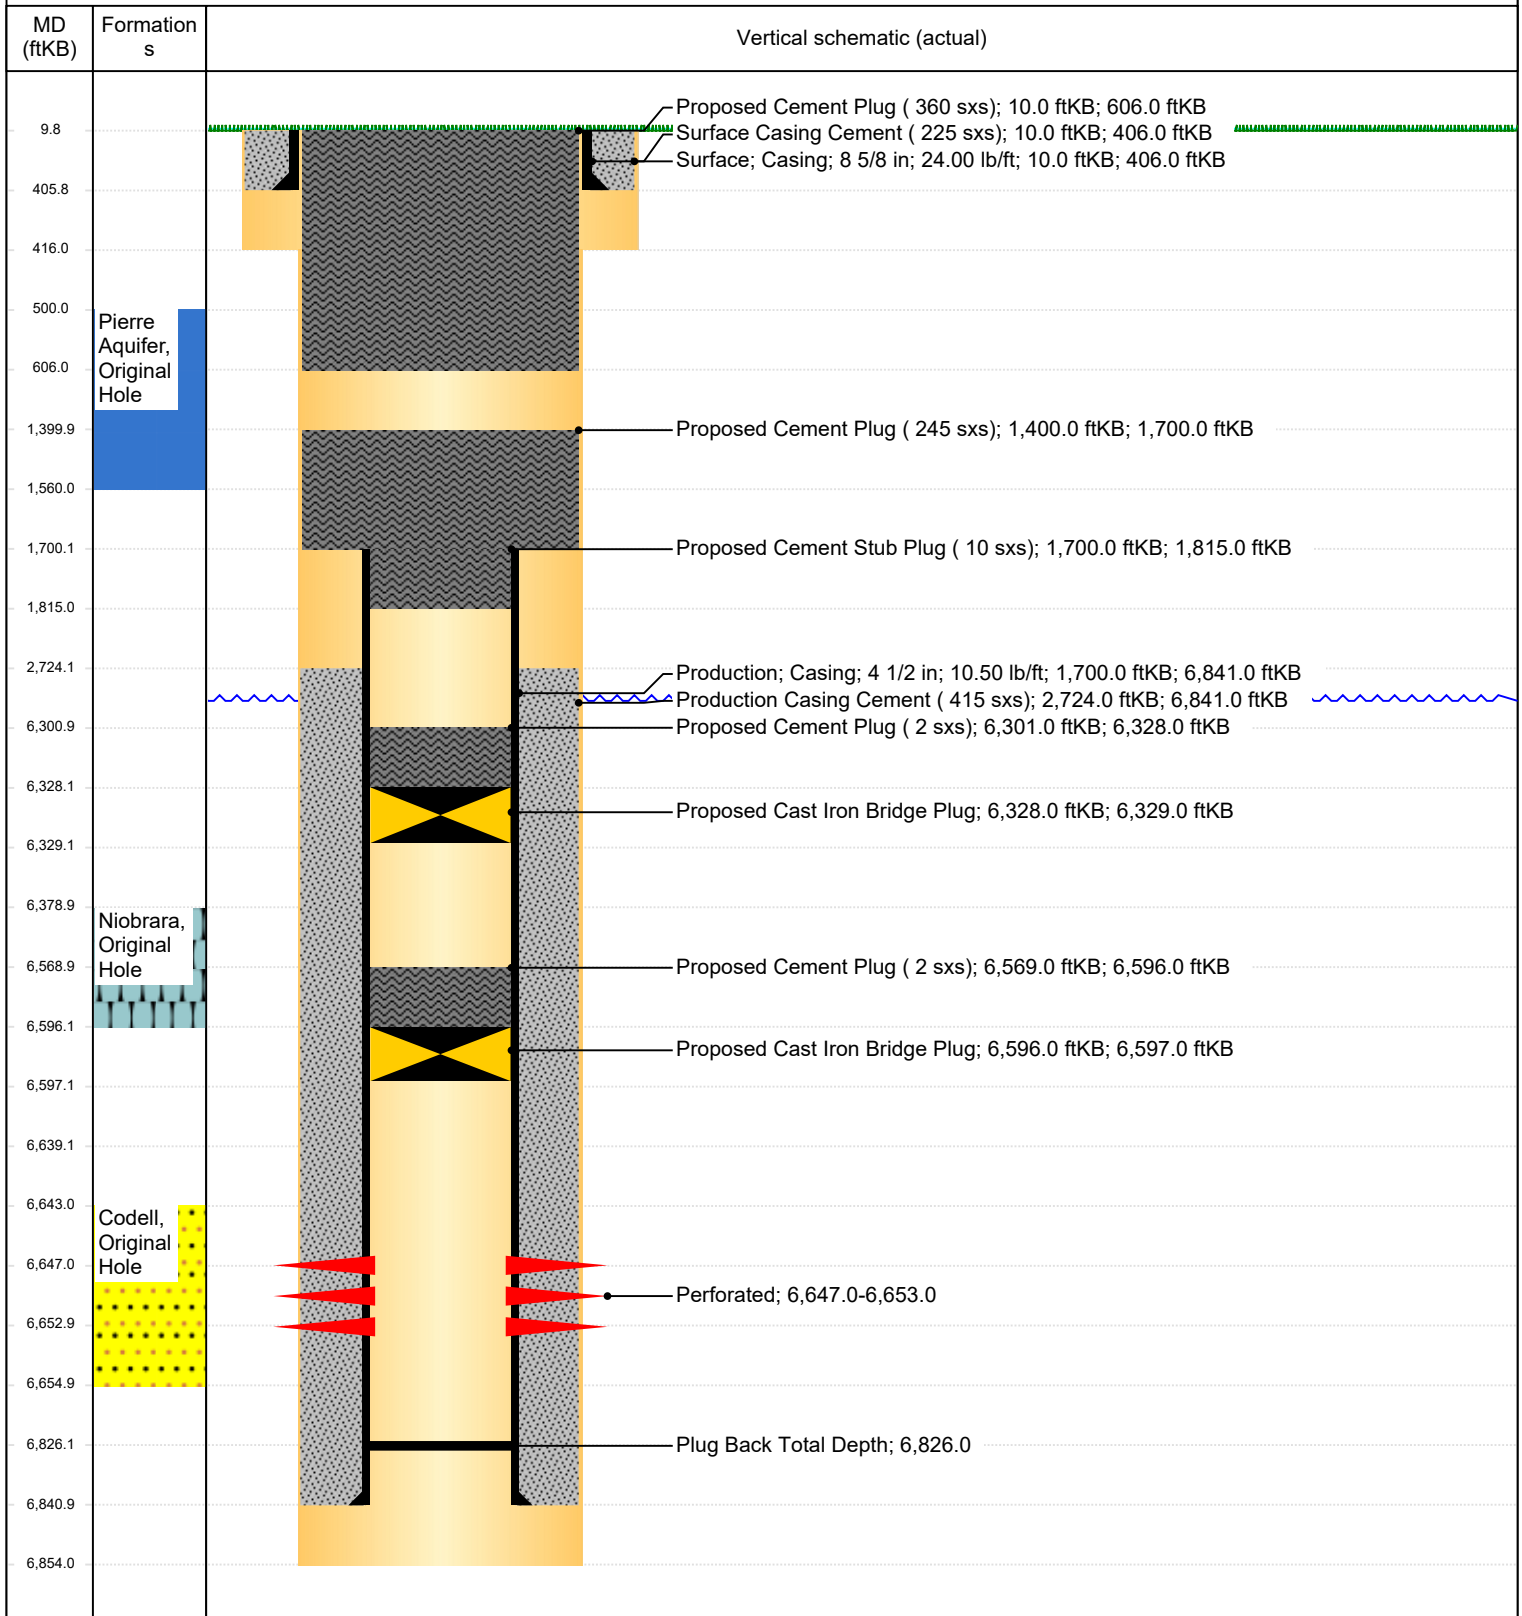 MD
(ftKB)
Formation
s
Vertical schematic (actual)
Proposed Cement Plug ( 360 sxs); 10.0 ftKB; 606.0 ftKB
9.8
Surface Casing Cement ( 225 sxs); 10.0 ftKB; 406.0 ftKB
Surface; Casing; 8 5/8 in; 24.00 lb/ft; 10.0 ftKB; 406.0 ftKB
405.8
416.0
500.0
Pierre
Aquifer,
Original
Hole
606.0
1,399.9
Proposed Cement Plug ( 245 sxs); 1,400.0 ftKB; 1,700.0 ftKB
1,560.0
1,700.1
Proposed Cement Stub Plug ( 10 sxs); 1,700.0 ftKB; 1,815.0 ftKB
1,815.0
2,724.1
Production; Casing; 4 1/2 in; 10.50 lb/ft; 1,700.0 ftKB; 6,841.0 ftKB
Production Casing Cement ( 415 sxs); 2,724.0 ftKB; 6,841.0 ftKB
6,300.9
Proposed Cement Plug ( 2 sxs); 6,301.0 ftKB; 6,328.0 ftKB
6,328.1
Proposed Cast Iron Bridge Plug; 6,328.0 ftKB; 6,329.0 ftKB
6,329.1
6,378.9
Niobrara,
Original
Hole
6,568.9
Proposed Cement Plug ( 2 sxs); 6,569.0 ftKB; 6,596.0 ftKB
6,596.1
Proposed Cast Iron Bridge Plug; 6,596.0 ftKB; 6,597.0 ftKB
6,597.1
6,639.1
6,643.0
Codell,
Original
Hole
6,647.0
Perforated; 6,647.0-6,653.0
6,652.9
6,654.9
6,826.1
Plug Back Total Depth; 6,826.0
6,840.9
6,854.0